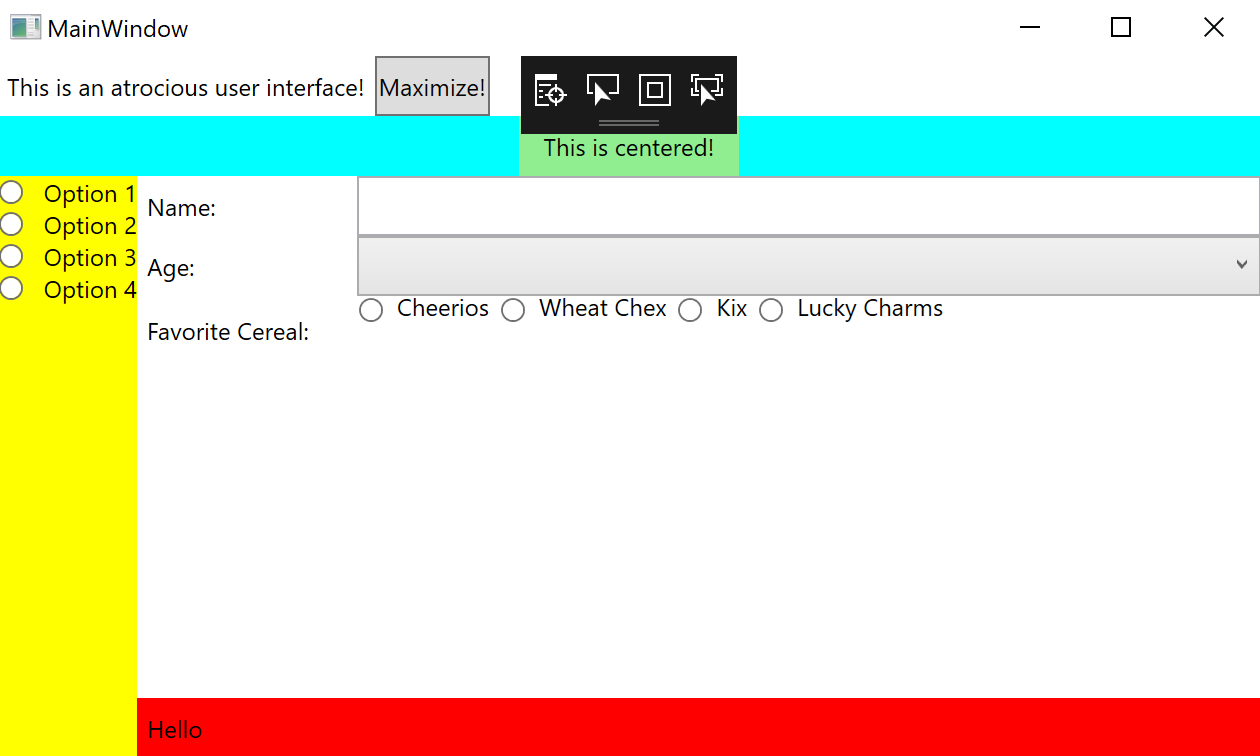 MainWindow
This is an atrocious user interface! Maximize!
This is centered!
Option 1
Option 2
Option 3
Option 4
Name:
Age:
Favorite Cereal:
Cheerios Wheat Chex Kix Lucky Charms
Hello